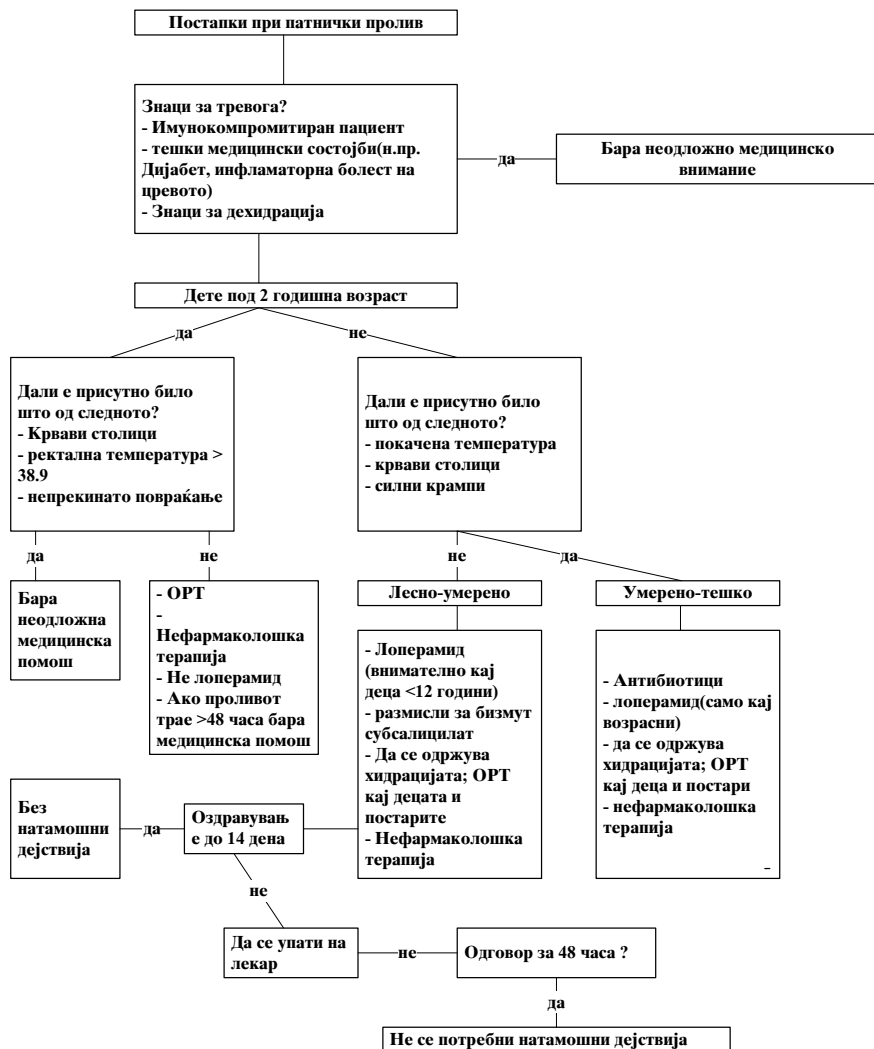 Постапки при патнички пролив
Знаци за тревога?
- Имунокомпромитиран пациент
- тешки медицински состојби(н.пр.
Дијабет, инфламаторна болест на
цревото)
- Знаци за дехидрација
да
Бара неодложно медицинско
внимание
Дете под 2 годишна возраст
да
не
Дали е присутно било
што од следното?
- Крвави столици
- ректална температура >
38.9
- непрекинато повраќање
Дали е присутно било
што од следното?
- покачена температура
- крвави столици
- силни крампи
да
не
не
да
Бара
неодложна
медицинска
помош
- ОРТ
-
Нефармаколошка
терапија
- Не лоперамид
- Ако проливот
трае >48 часа бара
медицинска помош
Лесно-умерено
Умерено-тешко
- Лоперамид
(внимателно кај
деца <12 години)
- размисли за бизмут
субсалицилат
- Да се одржува
хидрацијата; ОРТ
кај децата и
постарите
- Нефармаколошка
терапија
- Антибиотици
- лоперамид(само кај
возрасни)
- да се одржува
хидрацијата; ОРТ
кај деца и постари
- нефармаколошка
терапија
-
Без
натамошни
дејствија
да
Оздравувањ
е до 14 дена
не
Да се упати на
лекар
не
Одговор за 48 часа ?
да
Не се потребни натамошни дејствија